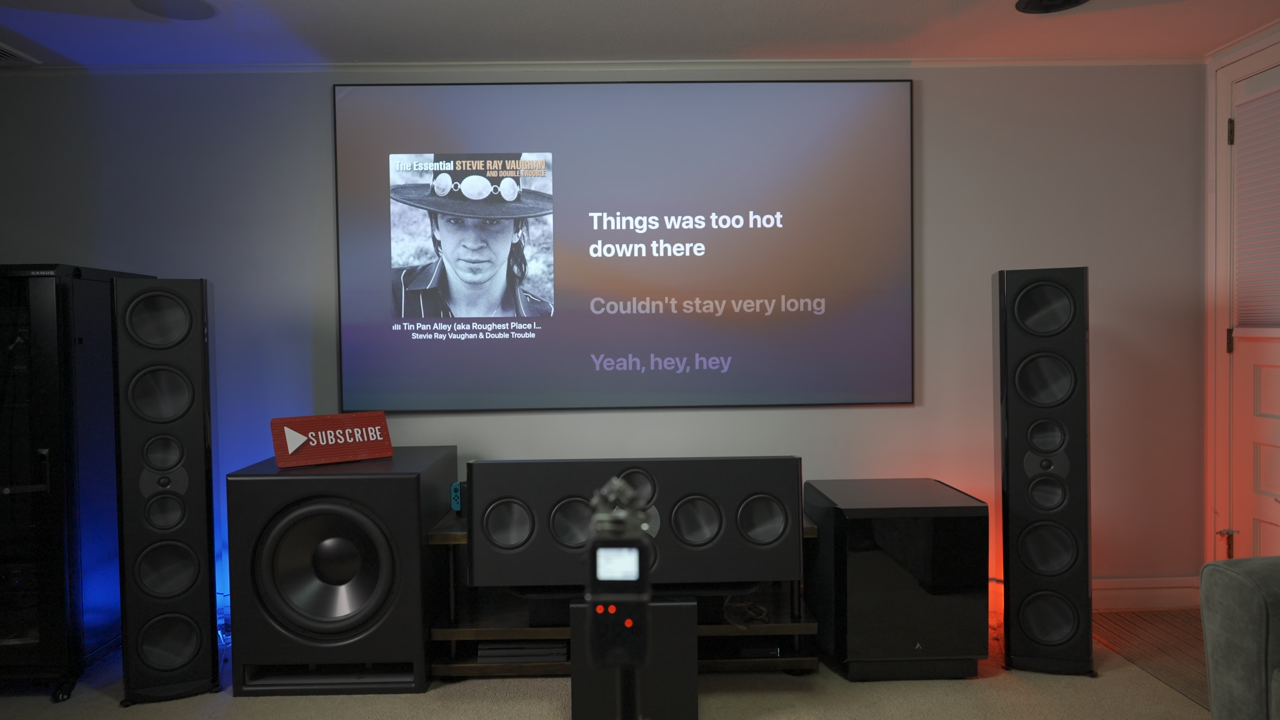 The Essential STEVIE RAY VAUGHAN
AND DOUBLE TROUBLE
Tin Pan Alley (aka Roughest Place I...
Stevie Ray Vaughan & Double Trouble
Things was too hot
down there
Couldn't stay very long
Yeah, hey, hey
SUBSCRIBE